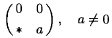 ( 0 0
* a ), a ≠ 0